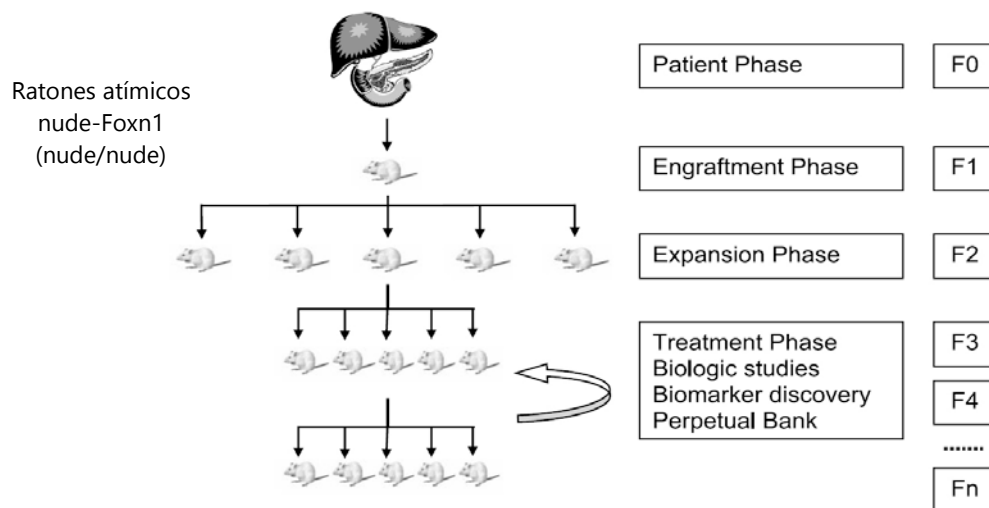 Ratones atímicos
nude-Foxn1
(nude/nude)
Patient Phase
F0
Engraftment Phase
F1
Expansion Phase
F2
Treatment Phase
Biologic studies
Biomarker discovery
Perpetual Bank
F3
F4
.......
Fn